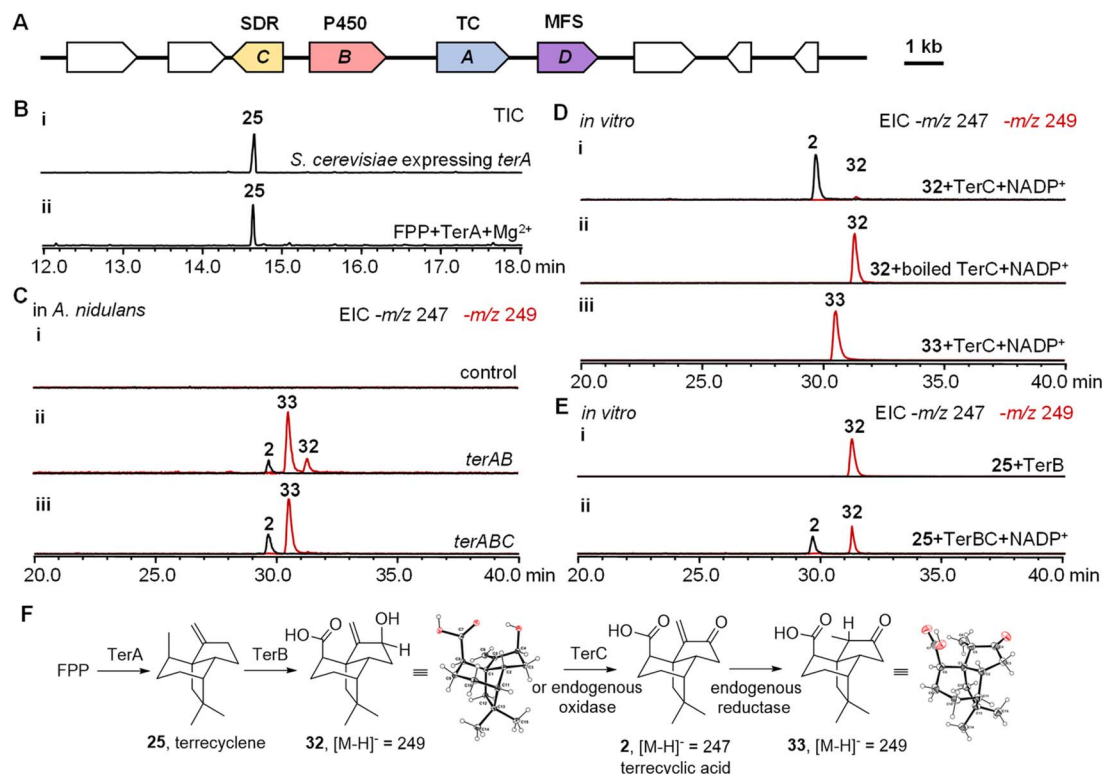 A
SDR P450 TC MFS
C B A D
1 kb
B
i
25
TIC
S. cerevisiae expressing terA
ii
25
FPP+TerA+Mg²⁺
12.0 13.0 14.0 15.0 16.0 17.0 18.0 min
C
in A. nidulans
EIC -m/z 247 -m/z 249
i
control
ii
33
2 32
terAB
iii
33
2
terABC
20.0 25.0 30.0 35.0 40.0 min
D
in vitro
EIC -m/z 247 -m/z 249
i
2
32
32+TerC+NADP⁺
ii
32
32+boiled TerC+NADP⁺
iii
33
33+TerC+NADP⁺
20.0 25.0 30.0 35.0 40.0 min
E
in vitro
EIC -m/z 247 -m/z 249
i
32
25+TerB
ii
2 32
25+TerBC+NADP⁺
20.0 25.0 30.0 35.0 40.0 min
F
FPP
TerA
25, terrecyclene
TerB
HO O OH
H
32, [M-H]⁻ = 249
≡
TerC
or endogenous
oxidase
HO O O
2, [M-H]⁻ = 247
terrecyclic acid
endogenous
reductase
HO O H O
33, [M-H]⁻ = 249
≡